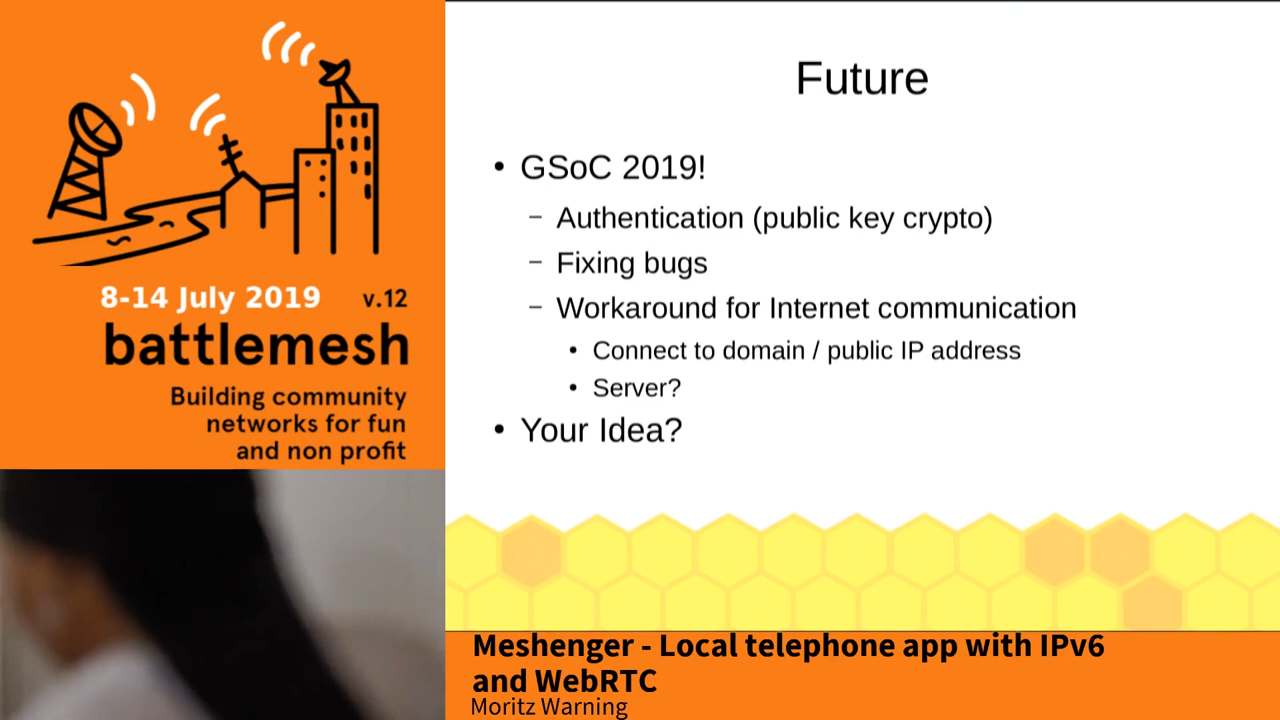 8-14 July 2019 v.12
battlemesh
Building community
networks for fun
and non profit
Future
• GSoC 2019!
– Authentication (public key crypto)
– Fixing bugs
– Workaround for Internet communication
• Connect to domain / public IP address
• Server?
• Your Idea?
Meshenger - Local telephone app with IPv6
and WebRTC
Moritz Warning